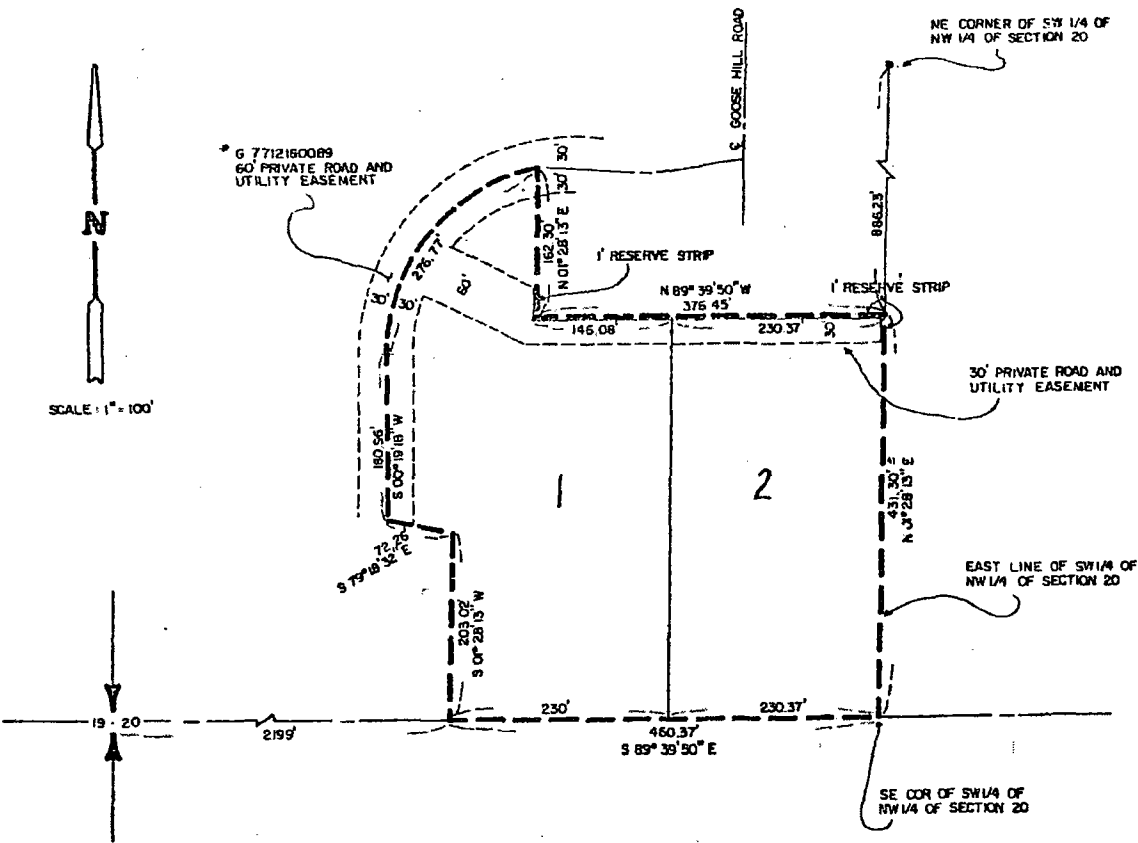 NE CORNER OF SW 1/4 OF
NW 1/4 OF SECTION 20
℄ GOOSE HILL ROAD
* G 7712160089
60' PRIVATE ROAD AND
UTILITY EASEMENT
N
SCALE : 1" = 100'
30'
30'
162.30'
N 01° 28' 13" E
276.77'
60'
30'
30'
1' RESERVE STRIP
N 89° 39' 50" W
376.45'
146.08'
230.37'
30'
886.23'
1' RESERVE STRIP
30' PRIVATE ROAD AND
UTILITY EASEMENT
180.56'
S 00° 19' 18" W
1
2
431.30'±
N 01° 28' 13" E
72.26'
S 79° 18' 32" E
203.02'
S 01° 28' 13" W
EAST LINE OF SW 1/4 OF
NW 1/4 OF SECTION 20
19 20
2199'
230'
230.37'
460.37'
S 89° 39' 50" E
SE COR OF SW 1/4 OF
NW 1/4 OF SECTION 20